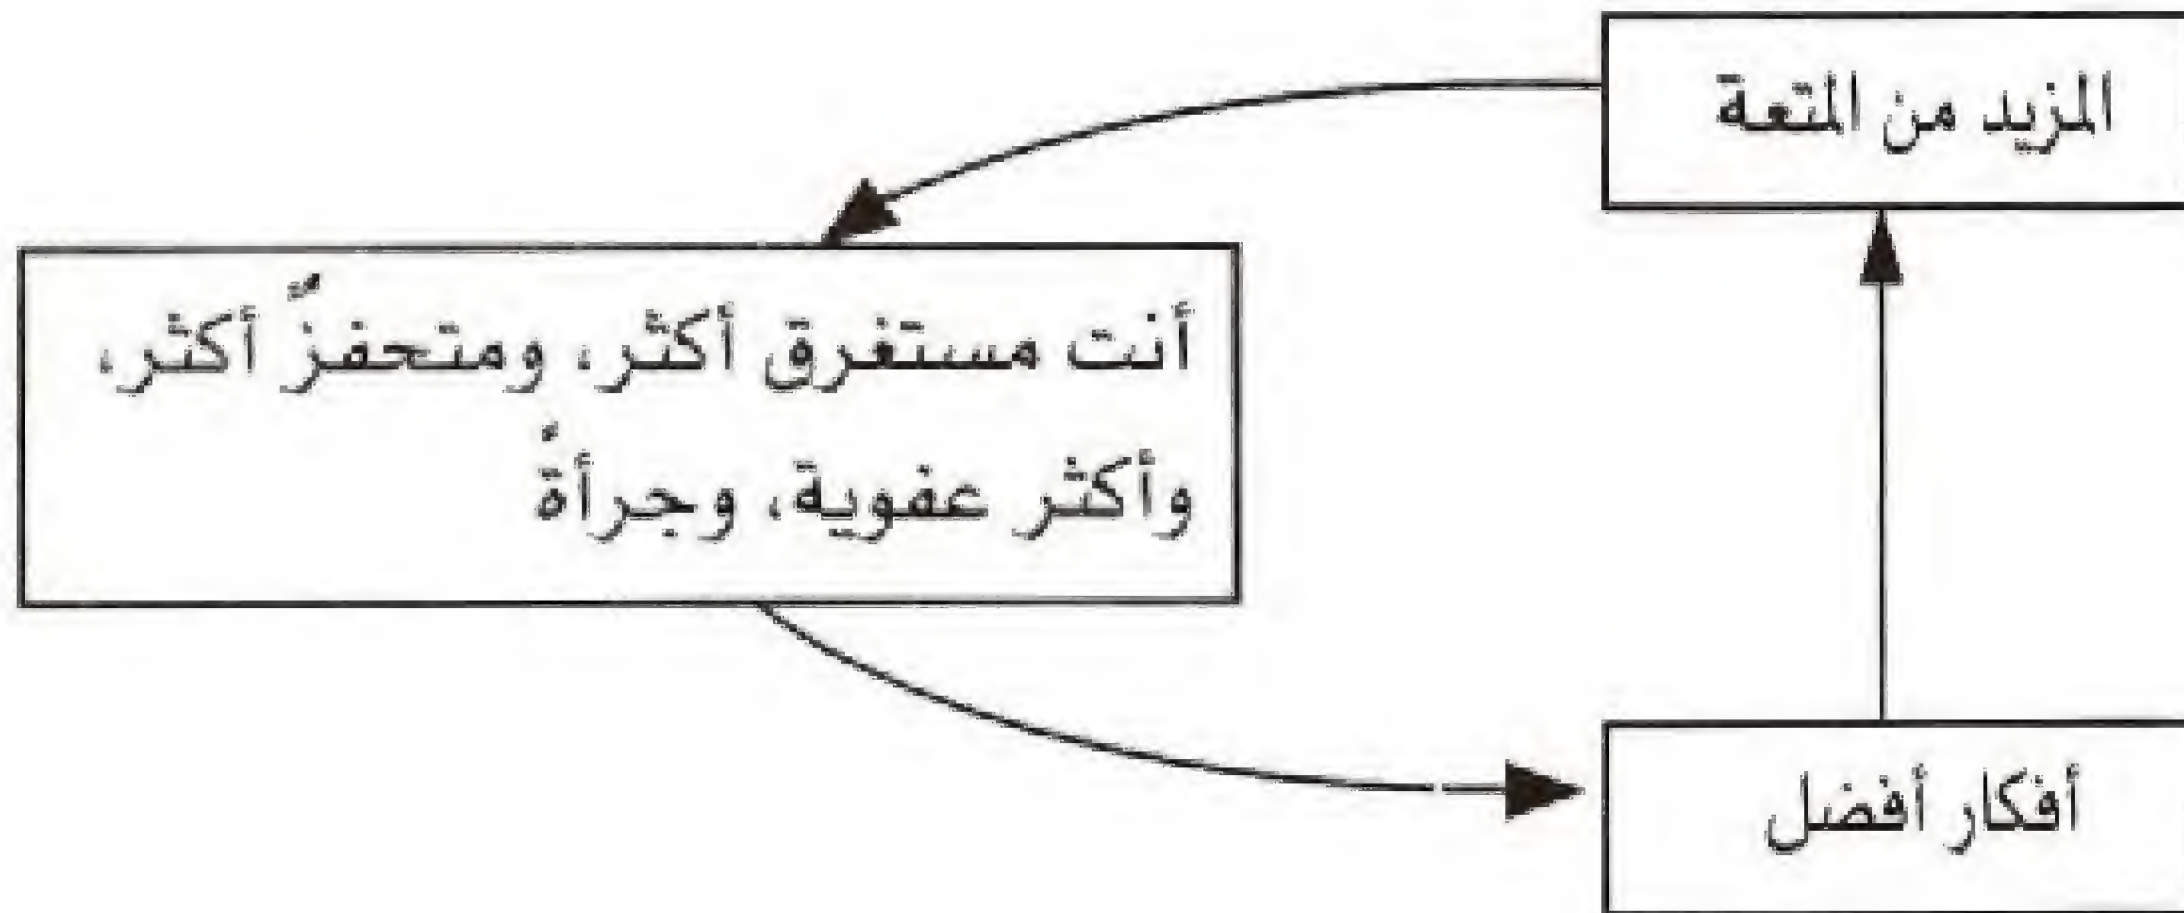 المزيد من المتعة
أنت مستغرق أكثر، ومتحفزٌ أكثر،
وأكثر عفوية، وجرأةً
أفكار أفضل